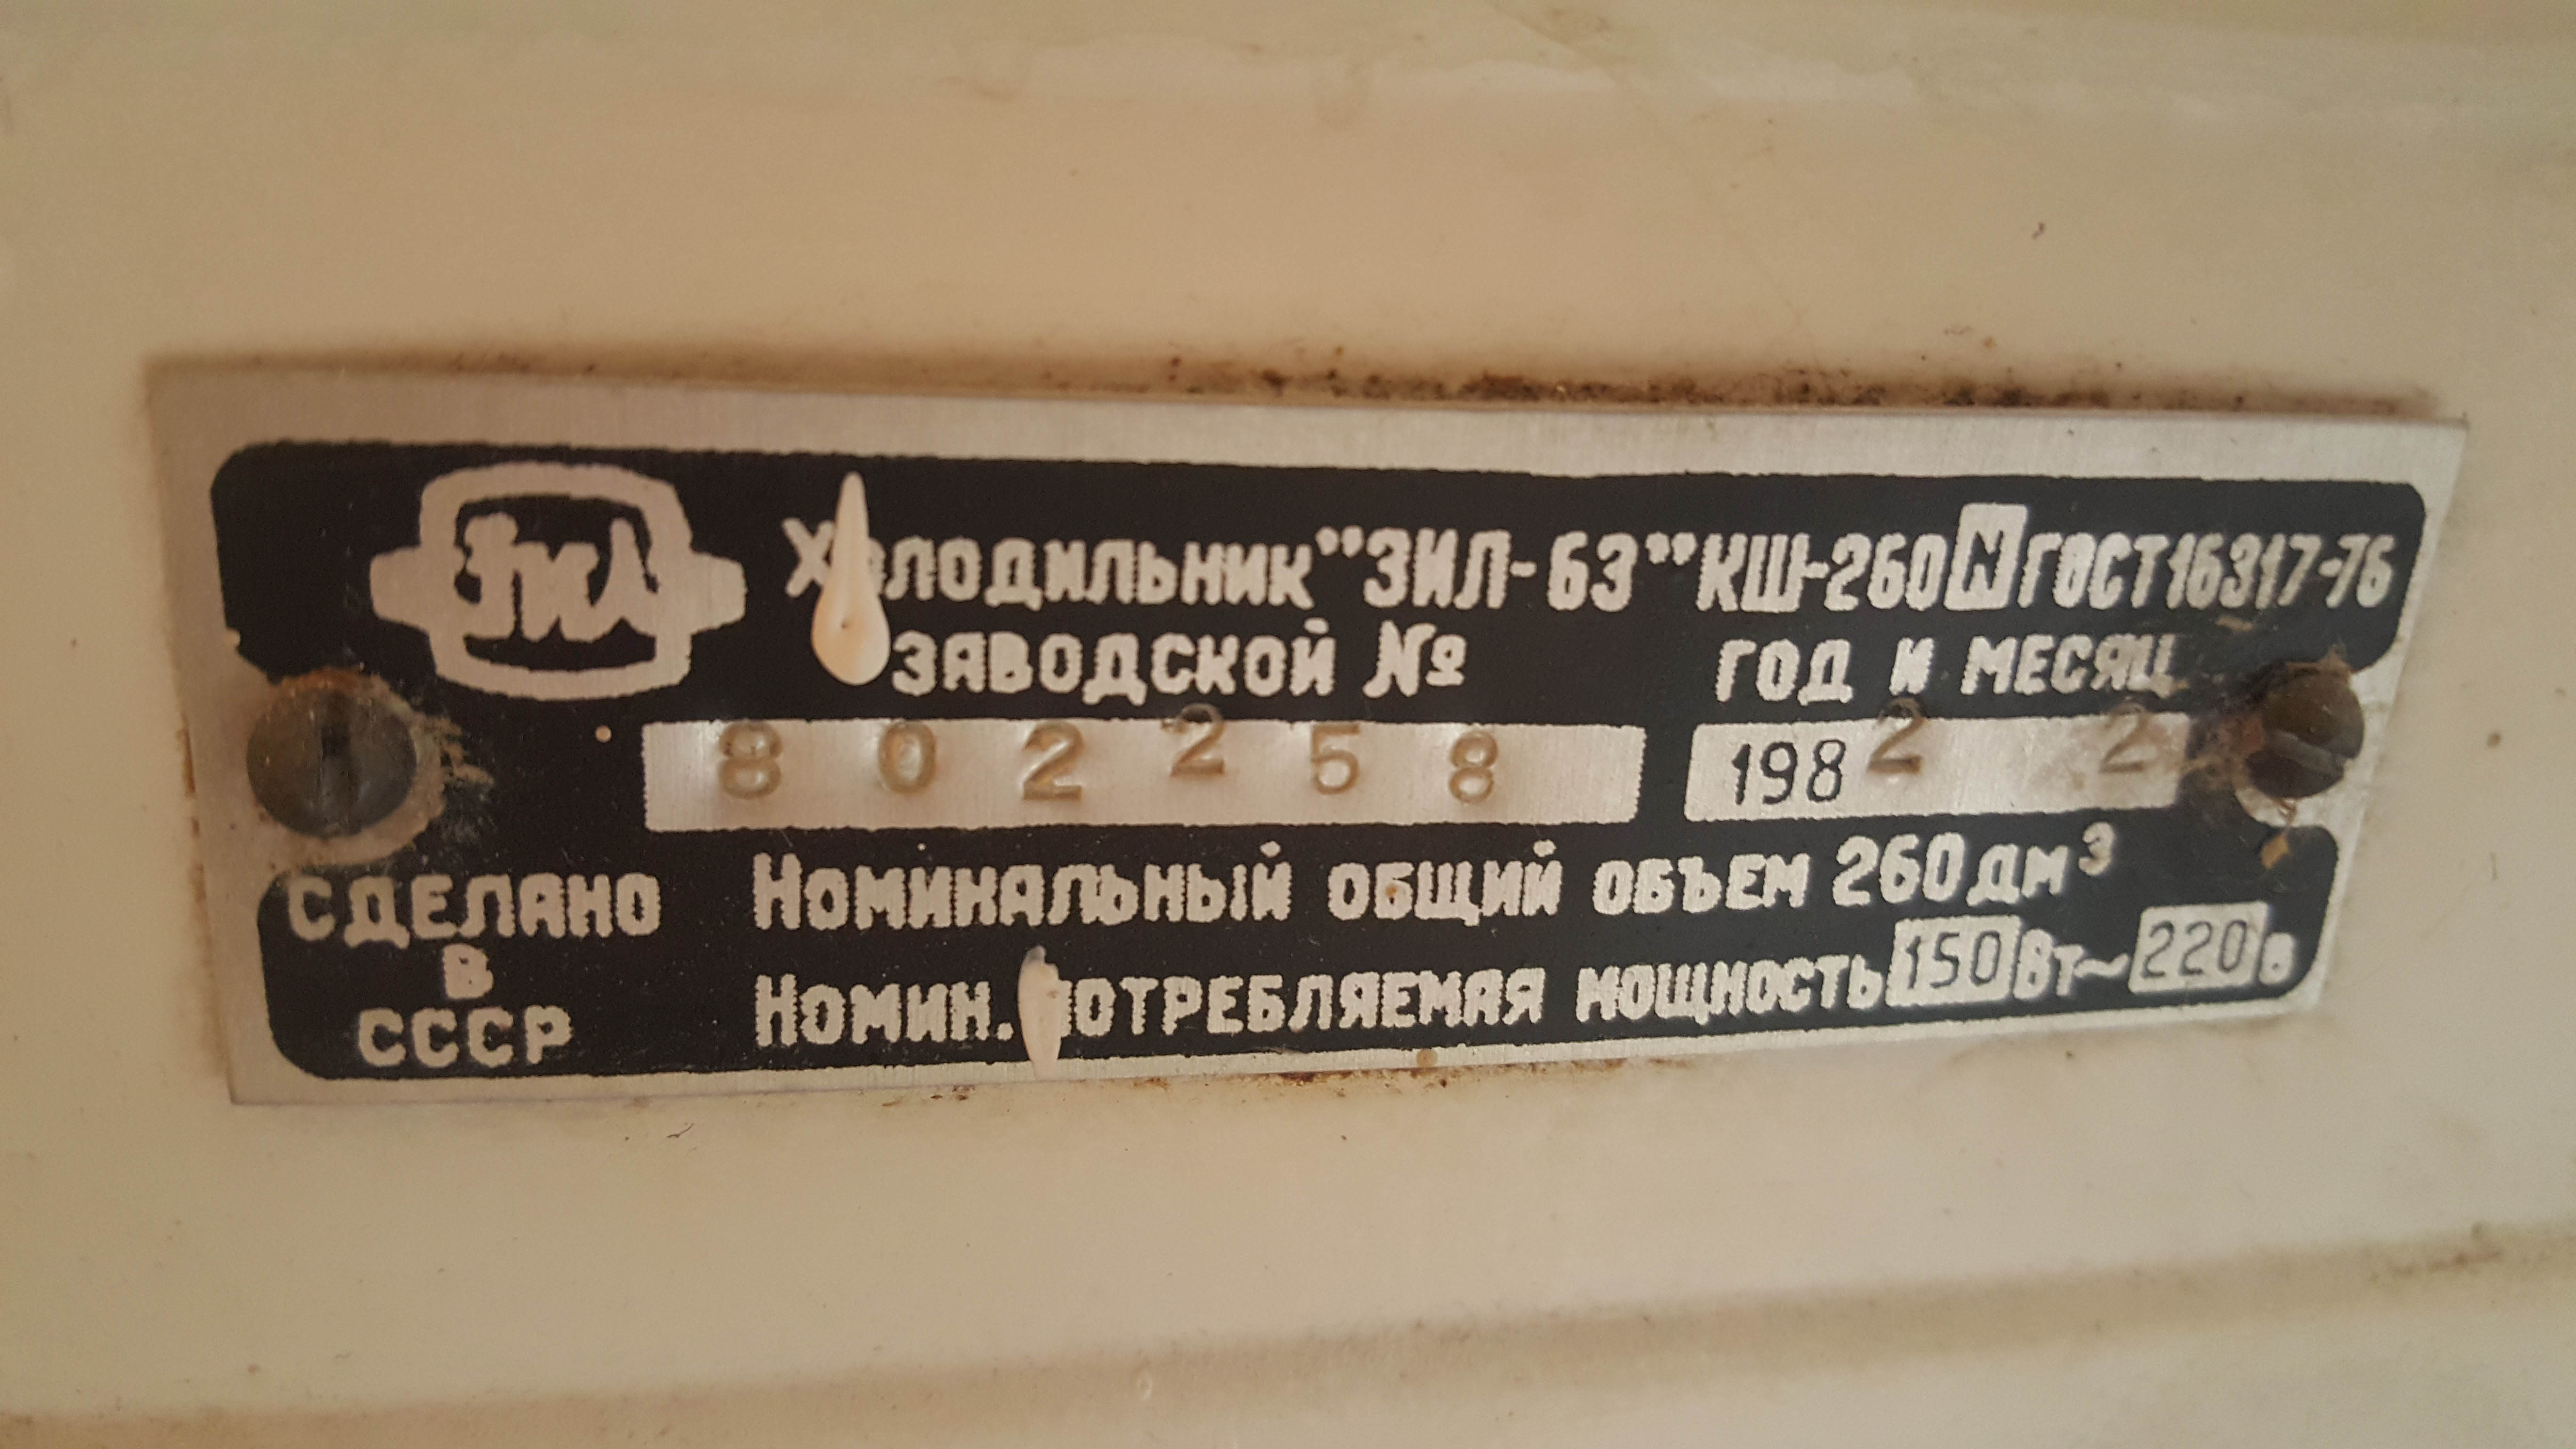 ЗИЛ
Холодильник "ЗИЛ-63" КШ-260 ГОСТ 16317-76
ЗАВОДСКОЙ № ГОД И МЕСЯЦ
802258 1982 2
СДЕЛАНО
В
СССР
Номинальный общий объем 260 дм³
Номин. потребляемая мощность 150 Вт ~ 220 в